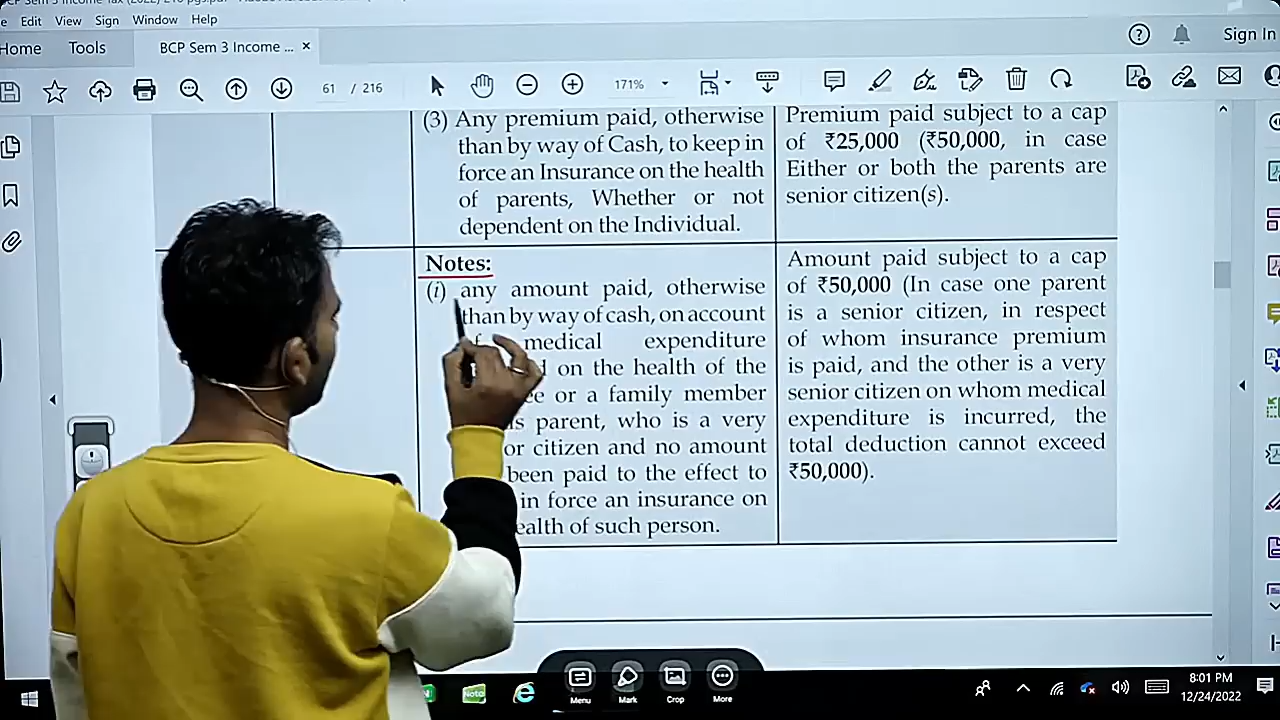 Edit View Sign Window Help
Home Tools BCP Sem 3 Income ... × Sign In
61 / 216 171%
(3) Any premium paid, otherwise
than by way of Cash, to keep in
force an Insurance on the health
of parents, Whether or not
dependent on the Individual.
Premium paid subject to a cap
of ₹25,000 (₹50,000, in case
Either or both the parents are
senior citizen(s).
Notes:
(i) any amount paid, otherwise
than by way of cash, on account
medical expenditure
on the health of the
or a family member
parent, who is a very
citizen and no amount
been paid to the effect to
in force an insurance on
of such person.
Amount paid subject to a cap
of ₹50,000 (In case one parent
is a senior citizen, in respect
of whom insurance premium
is paid, and the other is a very
senior citizen on whom medical
expenditure is incurred, the
total deduction cannot exceed
₹50,000).
Menu Mark Crop More
8:01 PM
12/24/2022